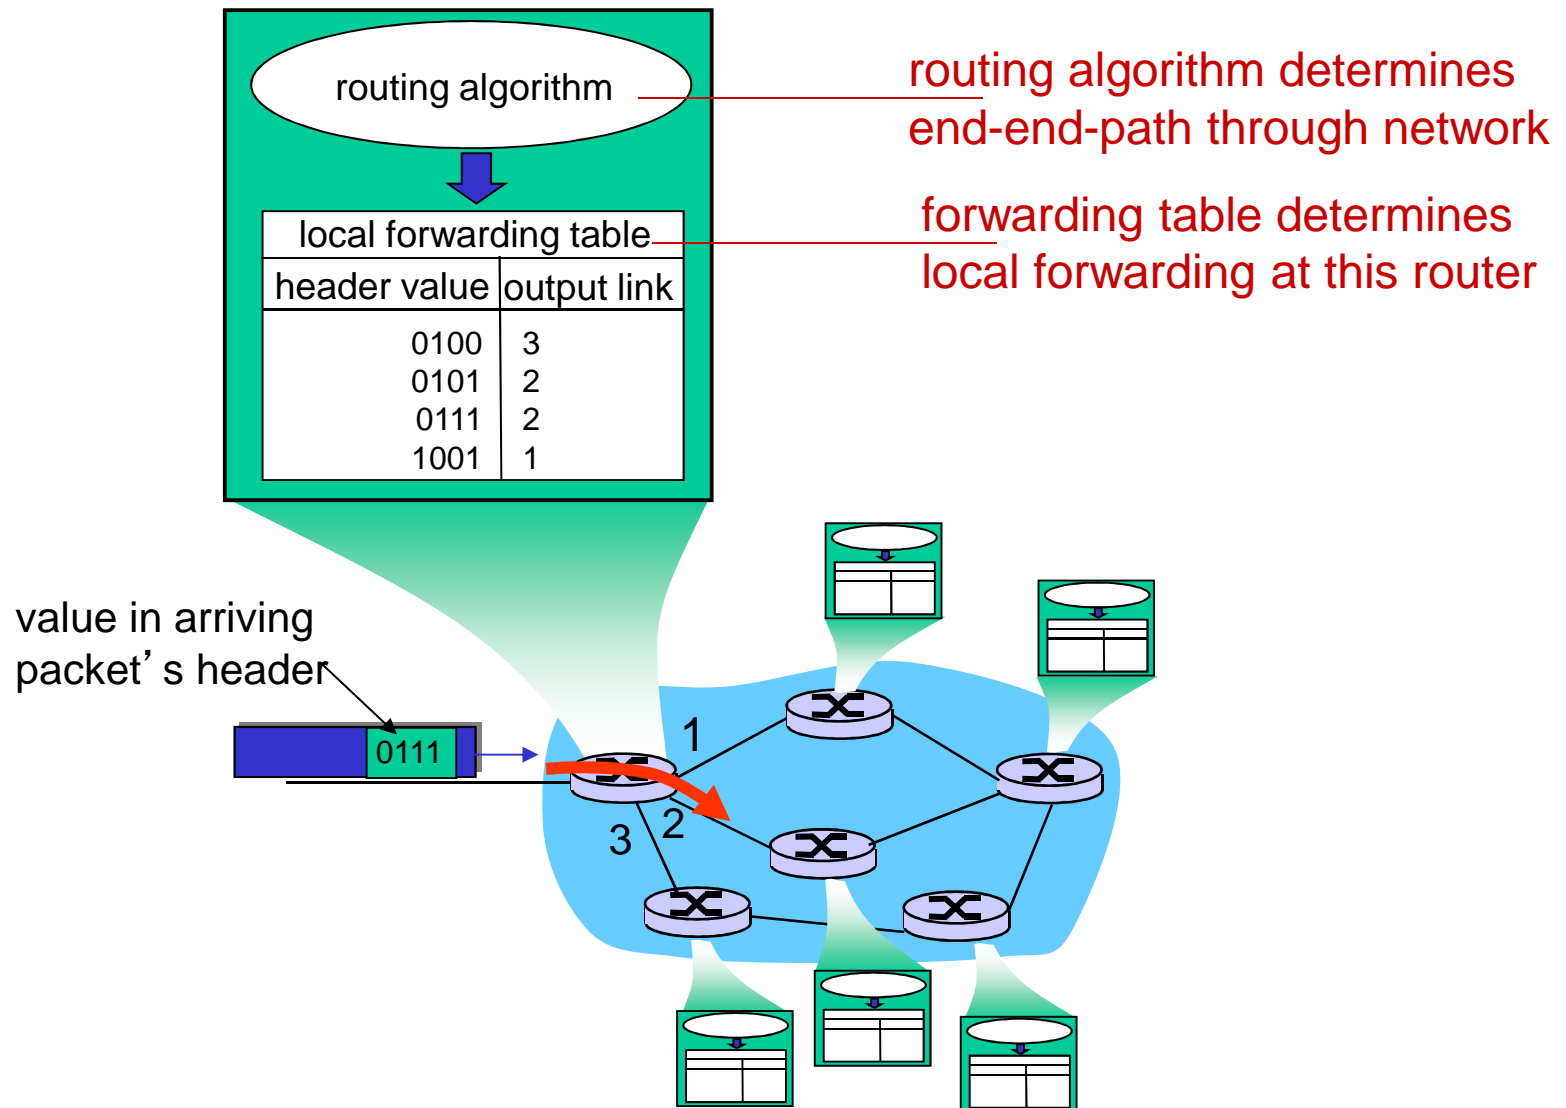 routing algorithm
routing algorithm determines
end-end-path through network
local forwarding table
forwarding table determines
local forwarding at this router
header value output link
0100 3
0101 2
0111 2
1001 1
value in arriving
packet’s header
0111
1
2
3